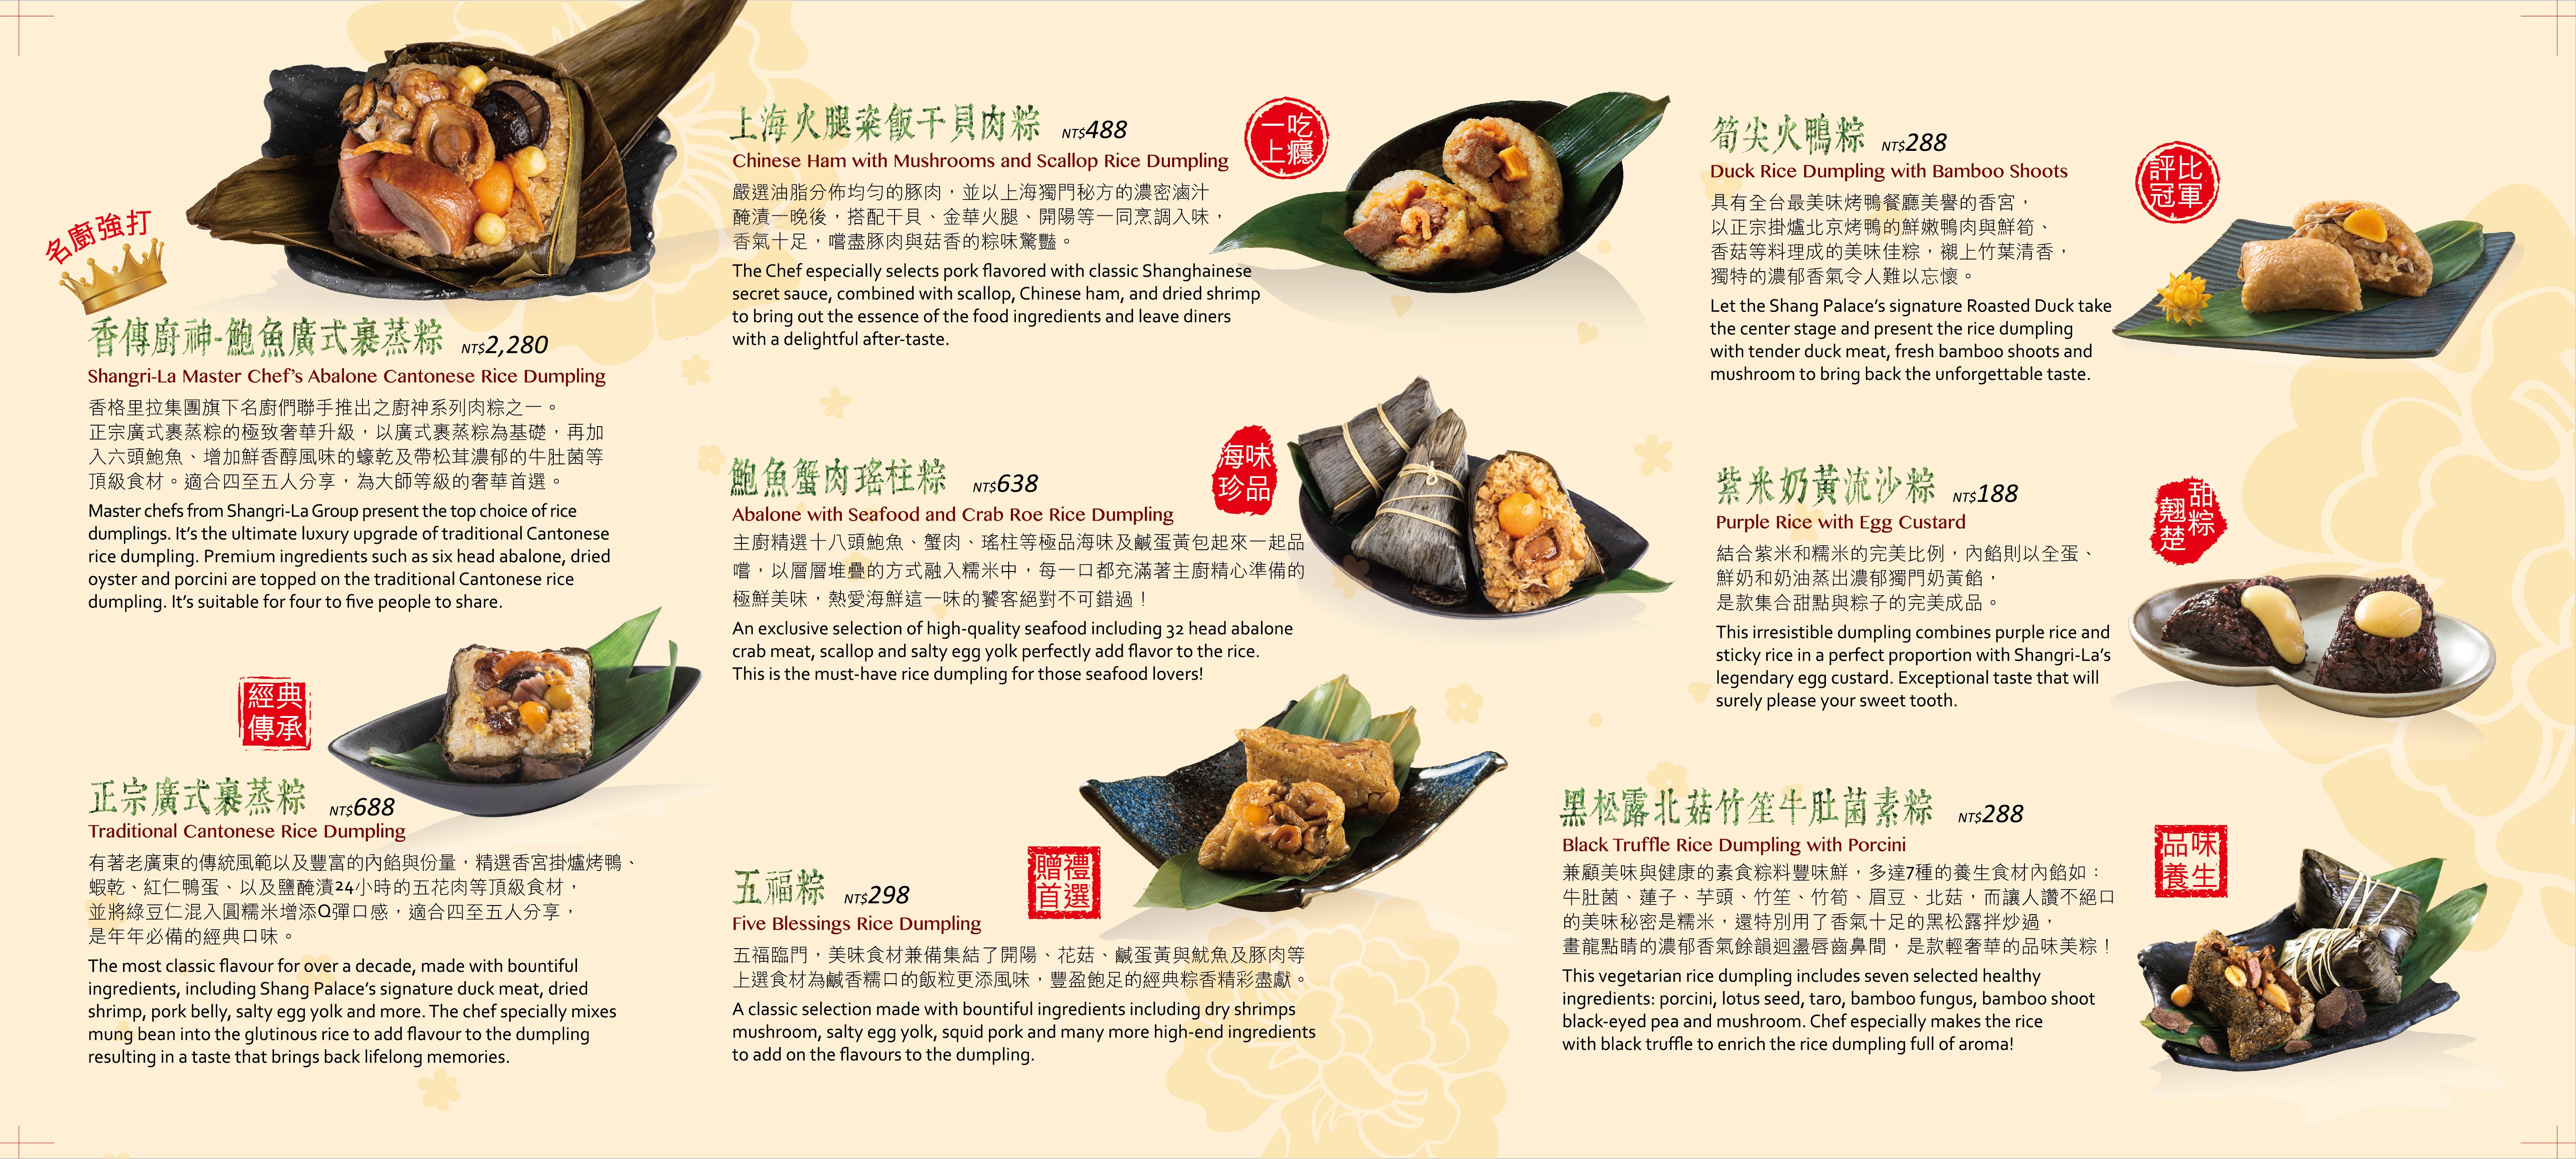 名廚強打
香傳廚神-鮑魚廣式裹蒸粽 NT$2,280
Shangri-La Master Chef’s Abalone Cantonese Rice Dumpling
香格里拉集團旗下名廚們聯手推出之廚神系列肉粽之一。
正宗廣式裹蒸粽的極致奢華升級，以廣式裹蒸粽為基礎，再加
入六頭鮑魚、增加鮮香醇風味的蠔乾及帶松茸濃郁的牛肚菌等
頂級食材。適合四至五人分享，為大師等級的奢華首選。
Master chefs from Shangri-La Group present the top choice of rice
dumplings. It’s the ultimate luxury upgrade of traditional Cantonese
rice dumpling. Premium ingredients such as six head abalone, dried
oyster and porcini are topped on the traditional Cantonese rice
dumpling. It’s suitable for four to five people to share.
經典
傳承
正宗廣式裹蒸粽 NT$688
Traditional Cantonese Rice Dumpling
有著老廣東的傳統風範以及豐富的內餡與份量，精選香宮掛爐烤鴨、
蝦乾、紅仁鴨蛋、以及鹽醃漬24小時的五花肉等頂級食材，
並將綠豆仁混入圓糯米增添Q彈口感，適合四至五人分享，
是年年必備的經典口味。
The most classic flavour for over a decade, made with bountiful
ingredients, including Shang Palace’s signature duck meat, dried
shrimp, pork belly, salty egg yolk and more. The chef specially mixes
mung bean into the glutinous rice to add flavour to the dumpling
resulting in a taste that brings back lifelong memories.
上海火腿菜飯干貝肉粽 NT$488
Chinese Ham with Mushrooms and Scallop Rice Dumpling
一吃
上癮
嚴選油脂分佈均勻的豚肉，並以上海獨門秘方的濃密滷汁
醃漬一晚後，搭配干貝、金華火腿、開陽等一同烹調入味，
香氣十足，嚐盡豚肉與菇香的粽味驚豔。
The Chef especially selects pork flavored with classic Shanghainese
secret sauce, combined with scallop, Chinese ham, and dried shrimp
to bring out the essence of the food ingredients and leave diners
with a delightful after-taste.
鮑魚蟹肉瑤柱粽 NT$638
Abalone with Seafood and Crab Roe Rice Dumpling
海味
珍品
主廚精選十八頭鮑魚、蟹肉、瑤柱等極品海味及鹹蛋黃包起來一起品
嚐，以層層堆疊的方式融入糯米中，每一口都充滿著主廚精心準備的
極鮮美味，熱愛海鮮這一味的饕客絕對不可錯過！
An exclusive selection of high-quality seafood including 32 head abalone
crab meat, scallop and salty egg yolk perfectly add flavor to the rice.
This is the must-have rice dumpling for those seafood lovers!
五福粽 NT$298
Five Blessings Rice Dumpling
贈禮
首選
五福臨門，美味食材兼備集結了開陽、花菇、鹹蛋黃與魷魚及豚肉等
上選食材為鹹香糯口的飯粒更添風味，豐盈飽足的經典粽香精彩盡獻。
A classic selection made with bountiful ingredients including dry shrimps
mushroom, salty egg yolk, squid pork and many more high-end ingredients
to add on the flavours to the dumpling.
筍尖火鴨粽 NT$288
Duck Rice Dumpling with Bamboo Shoots
評比
冠軍
具有全台最美味烤鴨餐廳美譽的香宮，
以正宗掛爐北京烤鴨的鮮嫩鴨肉與鮮筍、
香菇等料理成的美味佳粽，襯上竹葉清香，
獨特的濃郁香氣令人難以忘懷。
Let the Shang Palace’s signature Roasted Duck take
the center stage and present the rice dumpling
with tender duck meat, fresh bamboo shoots and
mushroom to bring back the unforgettable taste.
紫米奶黃流沙粽 NT$188
Purple Rice with Egg Custard
甜粽
翹楚
結合紫米和糯米的完美比例，內餡則以全蛋、
鮮奶和奶油蒸出濃郁獨門奶黃餡，
是款集合甜點與粽子的完美成品。
This irresistible dumpling combines purple rice and
sticky rice in a perfect proportion with Shangri-La’s
legendary egg custard. Exceptional taste that will
surely please your sweet tooth.
黑松露北菇竹笙牛肚菌素粽 NT$288
Black Truffle Rice Dumpling with Porcini
品味
養生
兼顧美味與健康的素食粽料豐味鮮，多達7種的養生食材內餡如：
牛肚菌、蓮子、芋頭、竹笙、竹筍、眉豆、北菇，而讓人讚不絕口
的美味秘密是糯米，還特別用了香氣十足的黑松露拌炒過，
畫龍點睛的濃郁香氣餘韻迴盪唇齒鼻間，是款輕奢華的品味美粽！
This vegetarian rice dumpling includes seven selected healthy
ingredients: porcini, lotus seed, taro, bamboo fungus, bamboo shoot
black-eyed pea and mushroom. Chef especially makes the rice
with black truffle to enrich the rice dumpling full of aroma!